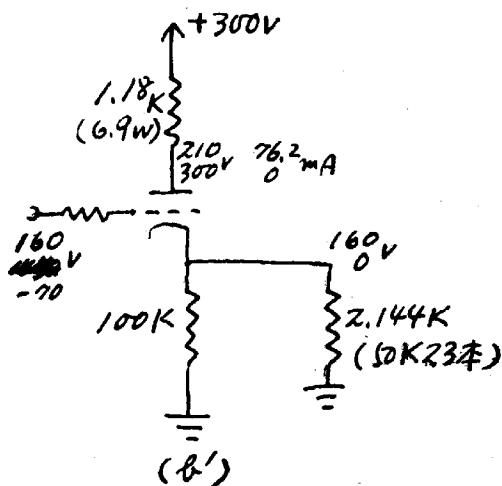 +300V
1.18K
(6.9W)
210 76.2 mA
300V 0
160
V
-70
160
0 V
100K
2.144K
(50K23本)
(b')